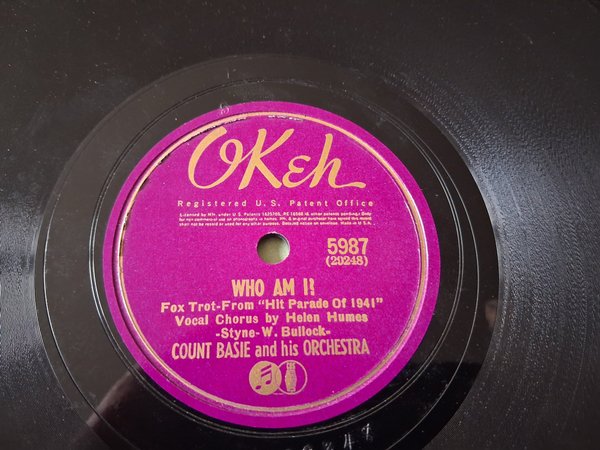 OKeh
Registered U.S. Patent Office
5987
(29248)
WHO AM I?
Fox Trot-From "Hit Parade Of 1941"
Vocal Chorus by Helen Humes
-Styne-W. Bullock-
COUNT BASIE and his ORCHESTRA